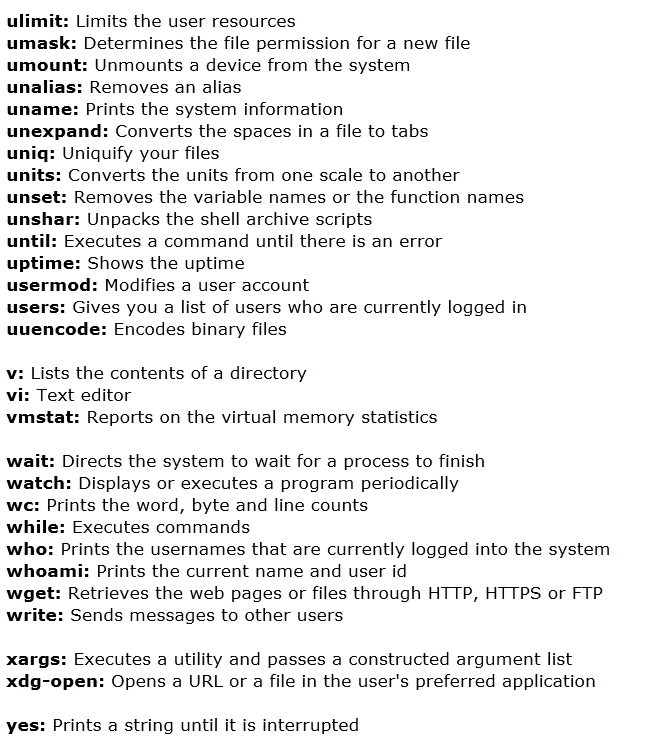 ulimit: Limits the user resources
umask: Determines the file permission for a new file
umount: Unmounts a device from the system
unalias: Removes an alias
uname: Prints the system information
unexpand: Converts the spaces in a file to tabs
uniq: Uniquify your files
units: Converts the units from one scale to another
unset: Removes the variable names or the function names
unshar: Unpacks the shell archive scripts
until: Executes a command until there is an error
uptime: Shows the uptime
usermod: Modifies a user account
users: Gives you a list of users who are currently logged in
uuencode: Encodes binary files
v: Lists the contents of a directory
vi: Text editor
vmstat: Reports on the virtual memory statistics
wait: Directs the system to wait for a process to finish
watch: Displays or executes a program periodically
wc: Prints the word, byte and line counts
while: Executes commands
who: Prints the usernames that are currently logged into the system
whoami: Prints the current name and user id
wget: Retrieves the web pages or files through HTTP, HTTPS or FTP
write: Sends messages to other users
xargs: Executes a utility and passes a constructed argument list
xdg-open: Opens a URL or a file in the user's preferred application
yes: Prints a string until it is interrupted